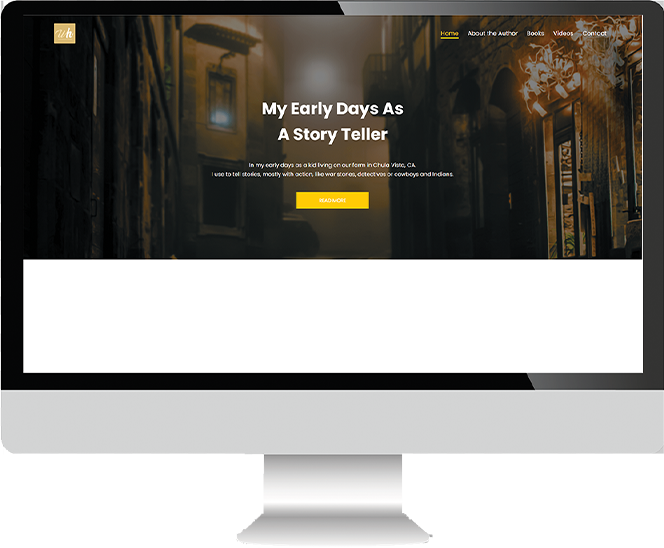 Wh
Home About the Author Books Videos Contact
My Early Days As
A Story Teller
In my early days as a kid living on our farm in Chula Vista, CA.
I use to tell stories, mostly with action, like war stories, detectives or cowboys and Indians.
READ MORE